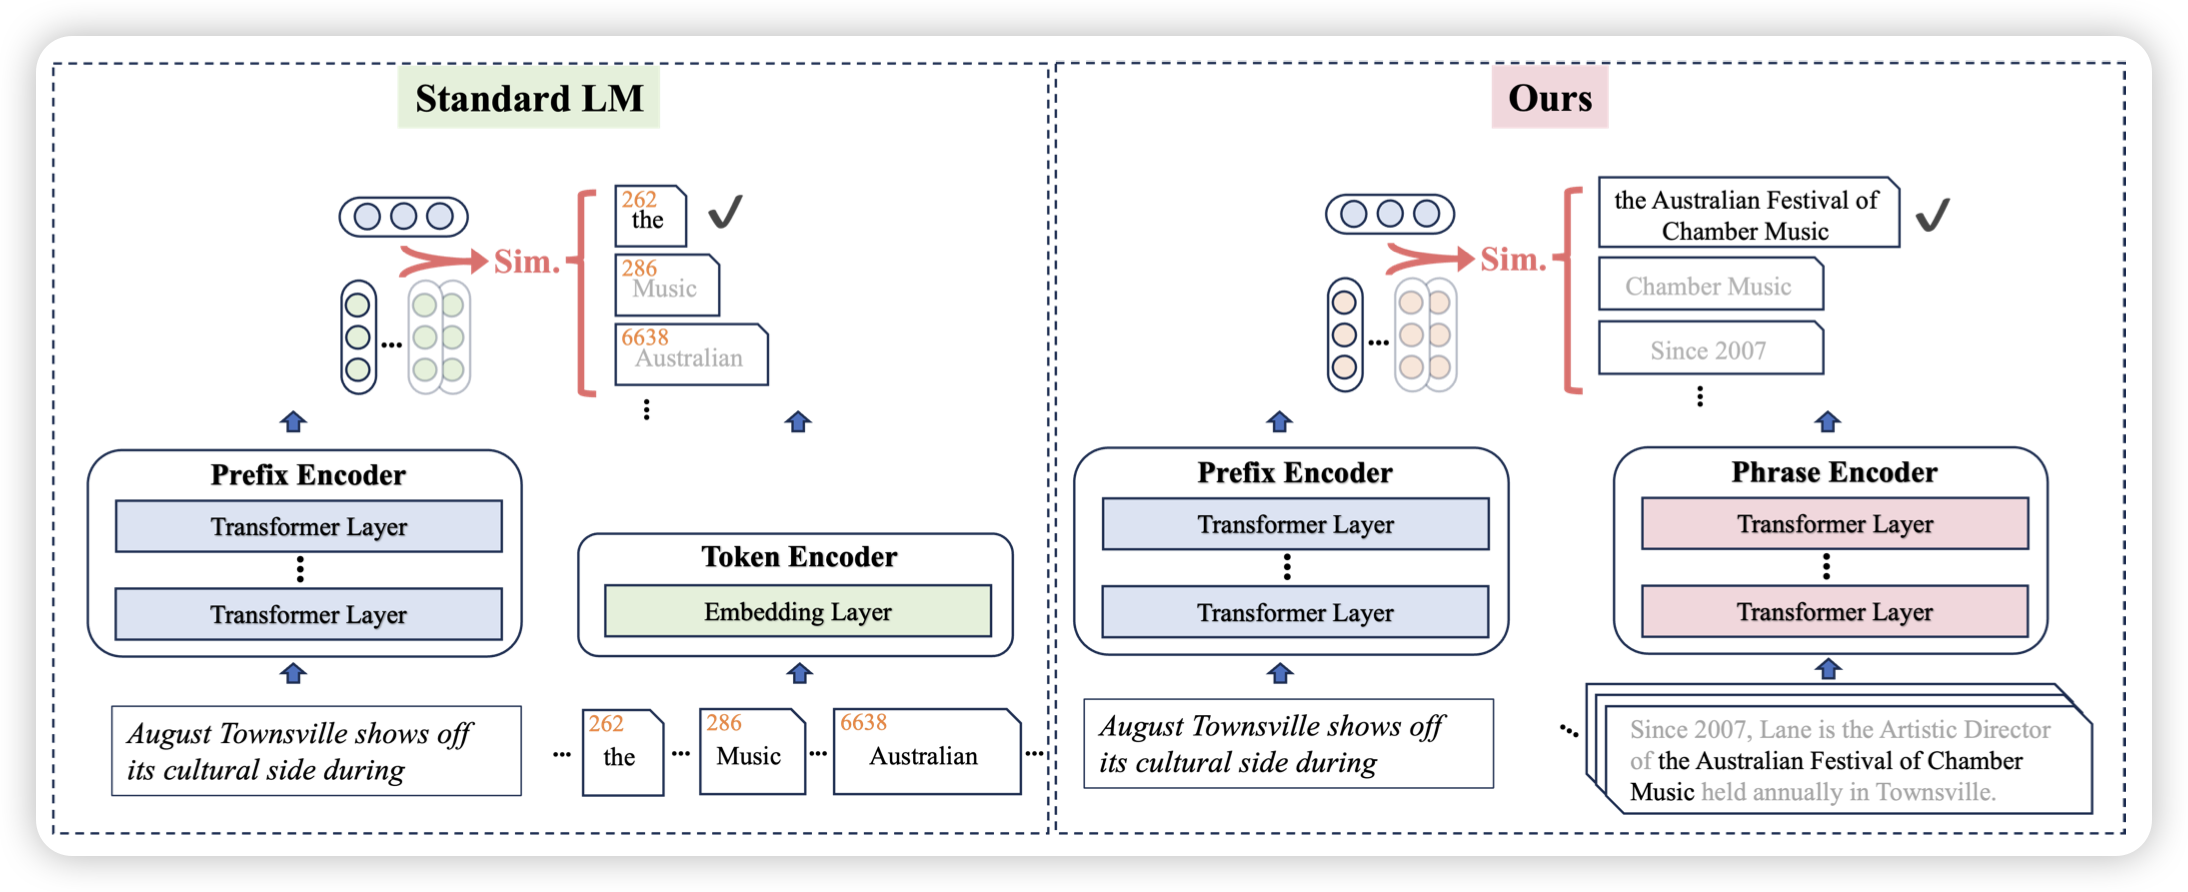 Standard LM
262
the
✓
286
Music
6638
Australian
Sim.
Prefix Encoder
Transformer Layer
Transformer Layer
Token Encoder
Embedding Layer
August Townsville shows off
its cultural side during
...
262
the
...
286
Music
...
6638
Australian
...
Ours
the Australian Festival of
Chamber Music
✓
Chamber Music
Since 2007
Sim.
Prefix Encoder
Transformer Layer
Transformer Layer
Phrase Encoder
Transformer Layer
Transformer Layer
August Townsville shows off
its cultural side during
Since 2007, Lane is the Artistic Director
of the Australian Festival of Chamber
Music held annually in Townsville.